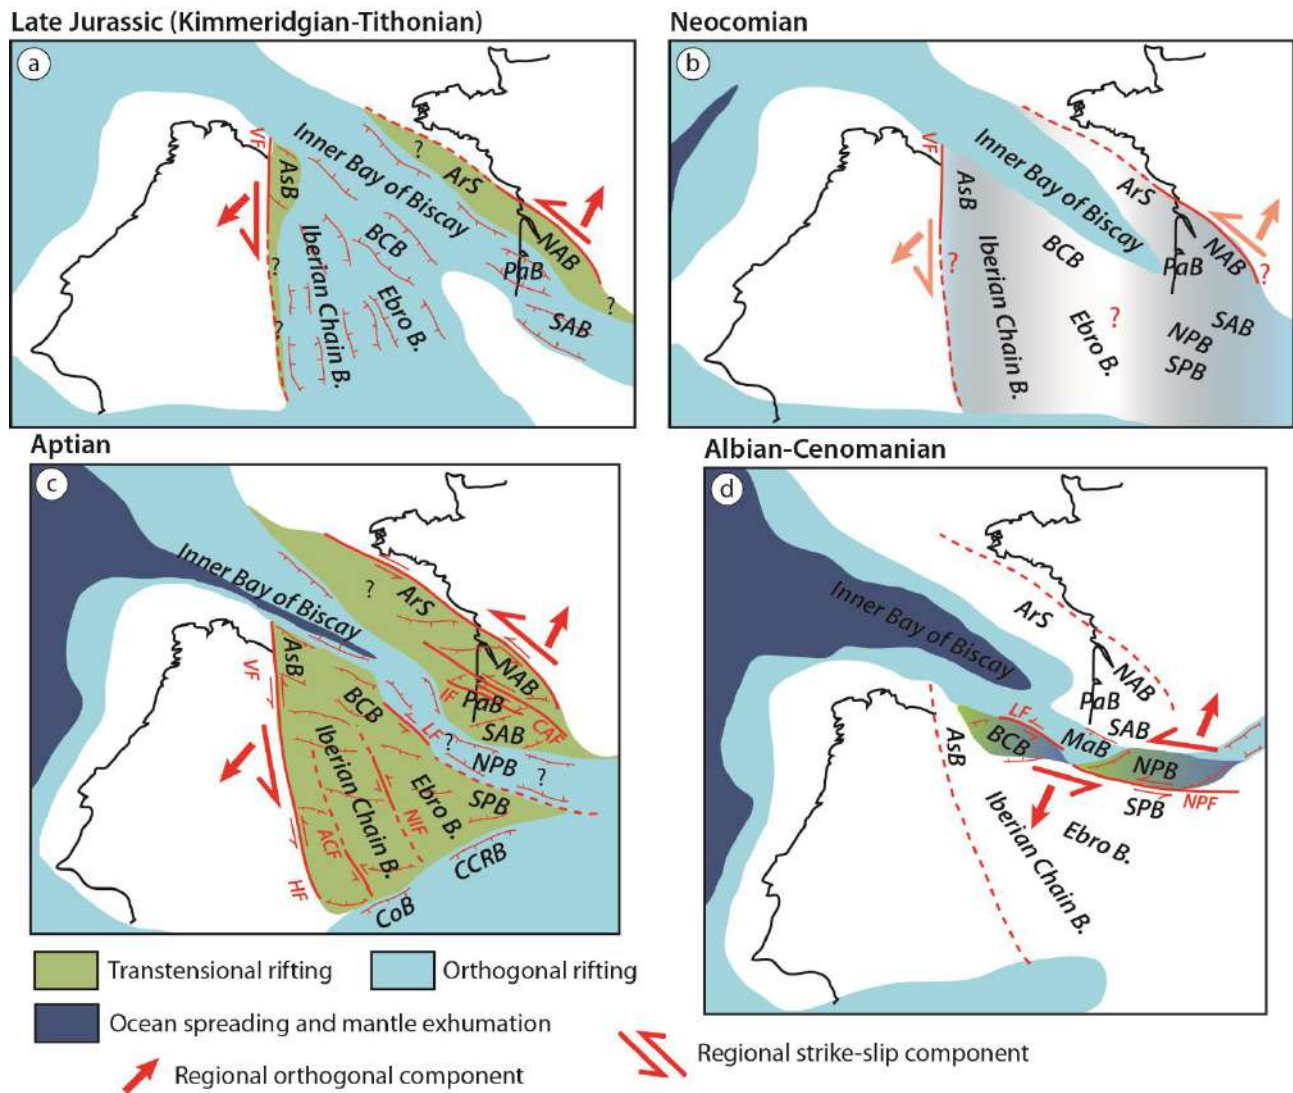 Late Jurassic (Kimmeridgian-Tithonian)
a
VF
AsB
Inner Bay of Biscay
?
ArS
Iberian Chain B.
BCB
Ebro B.
PaB
NAB
SAB
?
?
?
Neocomian
b
VF
AsB
Inner Bay of Biscay
ArS
Iberian Chain B.
BCB
PaB
NAB
?
?
?
Ebro B.
SAB
NPB
SPB
Aptian
c
Inner Bay of Biscay
?
ArS
VF
AsB
BCB
LF
IF
PaB
NAB
CAF
SAB
?
NPB
?
Iberian Chain B.
Ebro B.
NIF
SPB
ACF
HF
CCRB
CoB
Albian-Cenomanian
d
Inner Bay of Biscay
ArS
NAB
PaB
SAB
LF
AsB
BCB
MaB
NPB
SPB
NPF
Iberian Chain B.
Ebro B.
Transtensional rifting
Orthogonal rifting
Ocean spreading and mantle exhumation
Regional strike-slip component
Regional orthogonal component